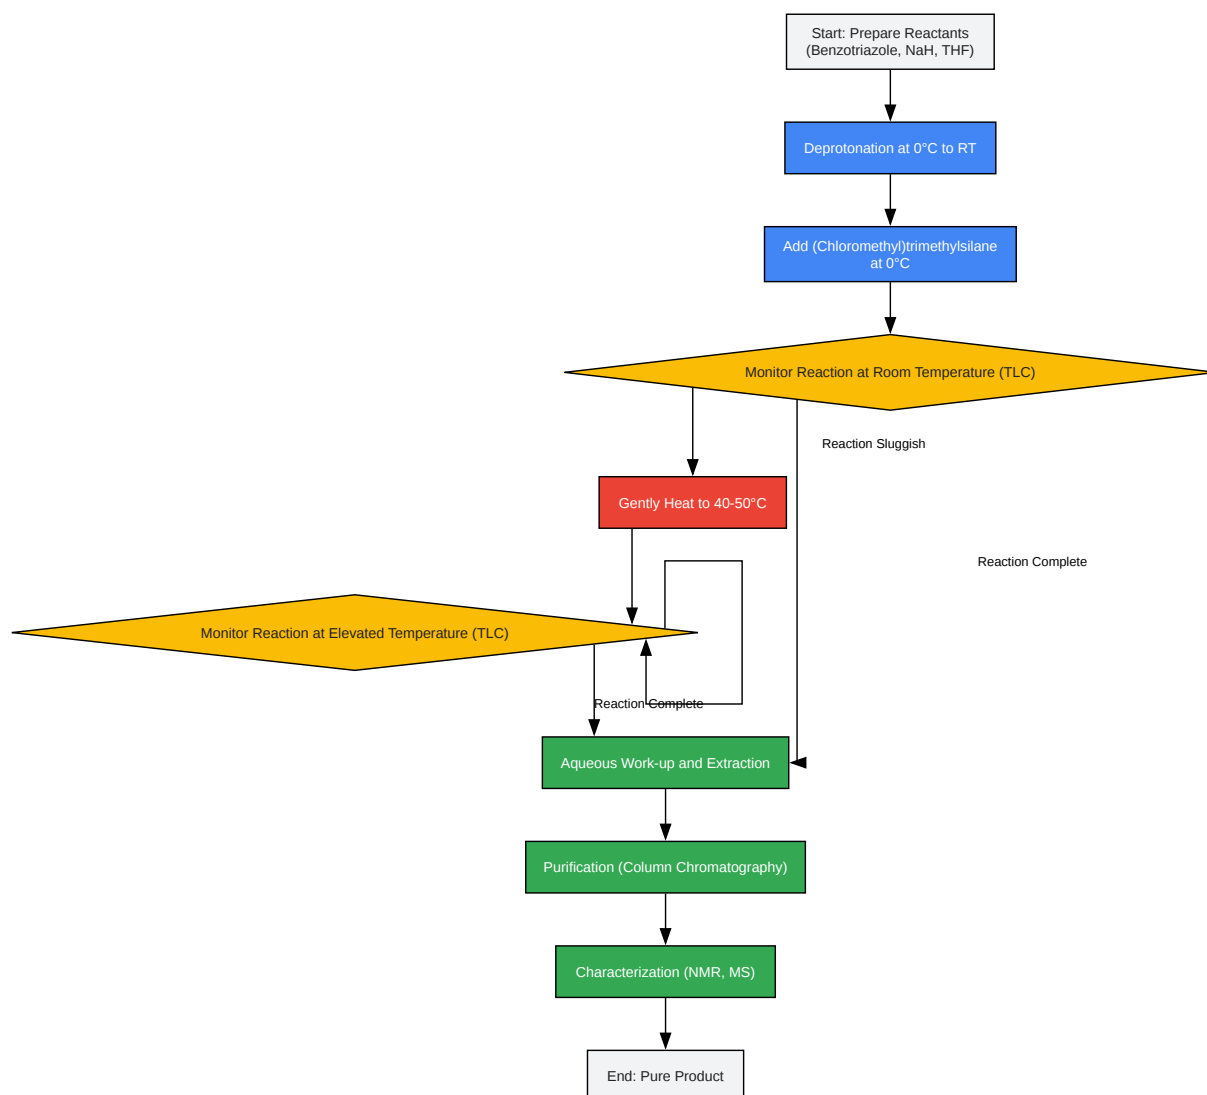 Start: Prepare Reactants
(Benzotriazole, NaH, THF)
Deprotonation at 0°C to RT
Add (Chloromethyl)trimethylsilane
at 0°C
Monitor Reaction at Room Temperature (TLC)
Reaction Sluggish
Gently Heat to 40-50°C
Reaction Complete
Monitor Reaction at Elevated Temperature (TLC)
Reaction Complete
Aqueous Work-up and Extraction
Purification (Column Chromatography)
Characterization (NMR, MS)
End: Pure Product